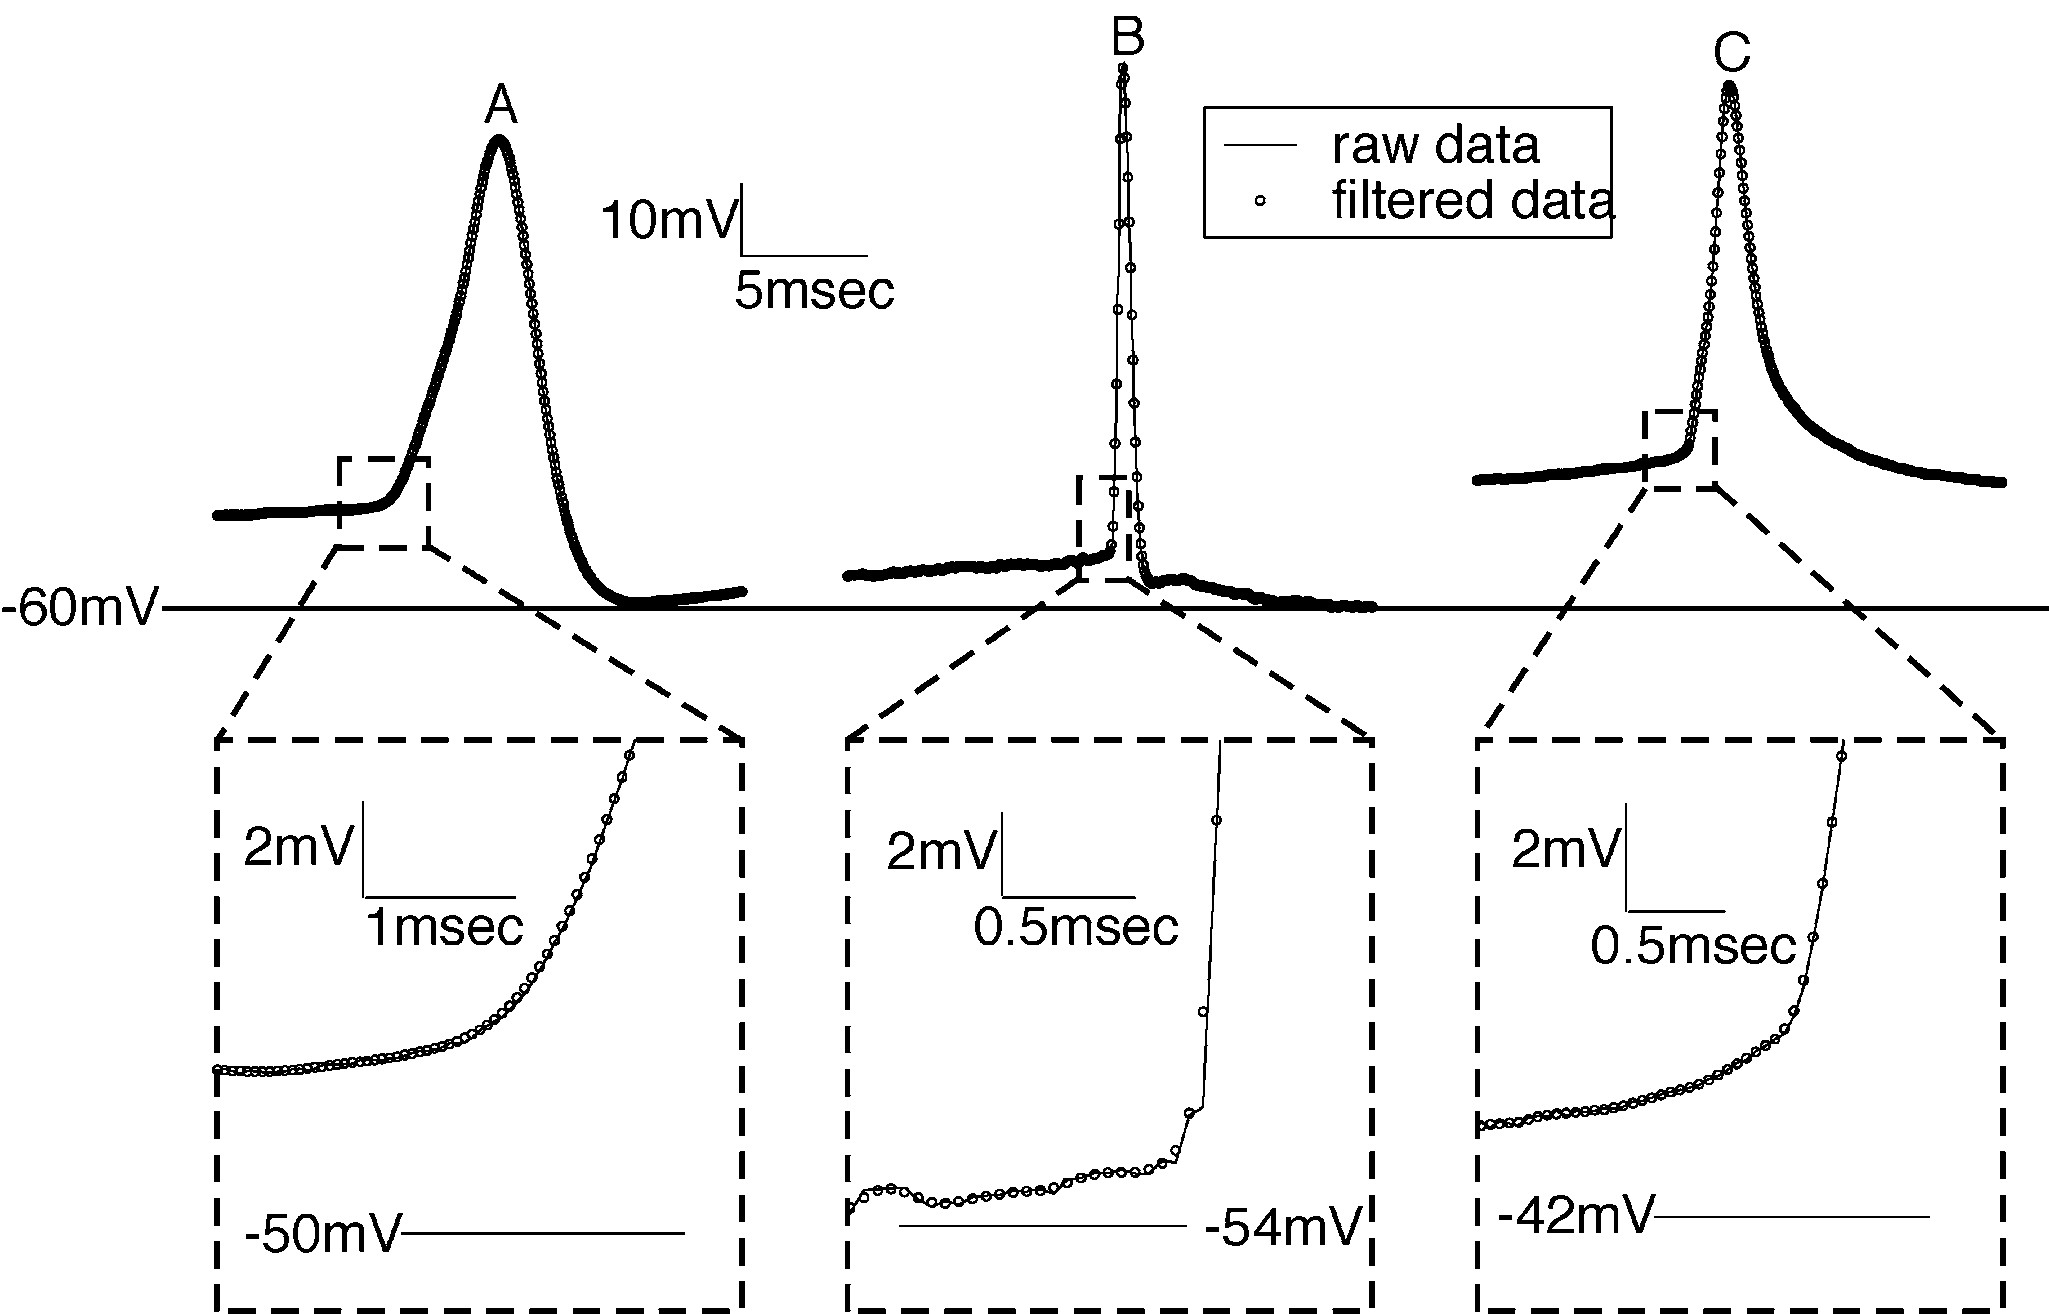 A
B
C
raw data
filtered data
10mV
5msec
-60mV
2mV
1msec
-50mV
2mV
0.5msec
-54mV
2mV
0.5msec
-42mV